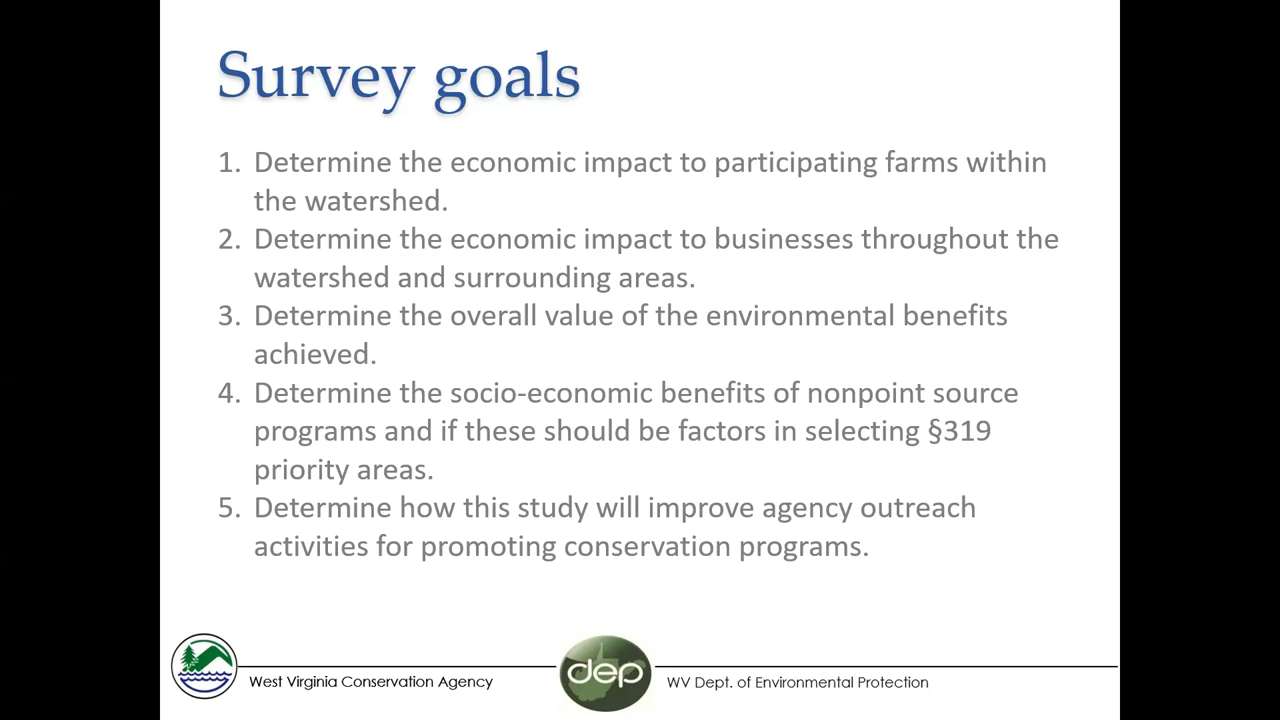 Survey goals
1. Determine the economic impact to participating farms within
the watershed.
2. Determine the economic impact to businesses throughout the
watershed and surrounding areas.
3. Determine the overall value of the environmental benefits
achieved.
4. Determine the socio-economic benefits of nonpoint source
programs and if these should be factors in selecting §319
priority areas.
5. Determine how this study will improve agency outreach
activities for promoting conservation programs.
West Virginia Conservation Agency
dep
WV Dept. of Environmental Protection